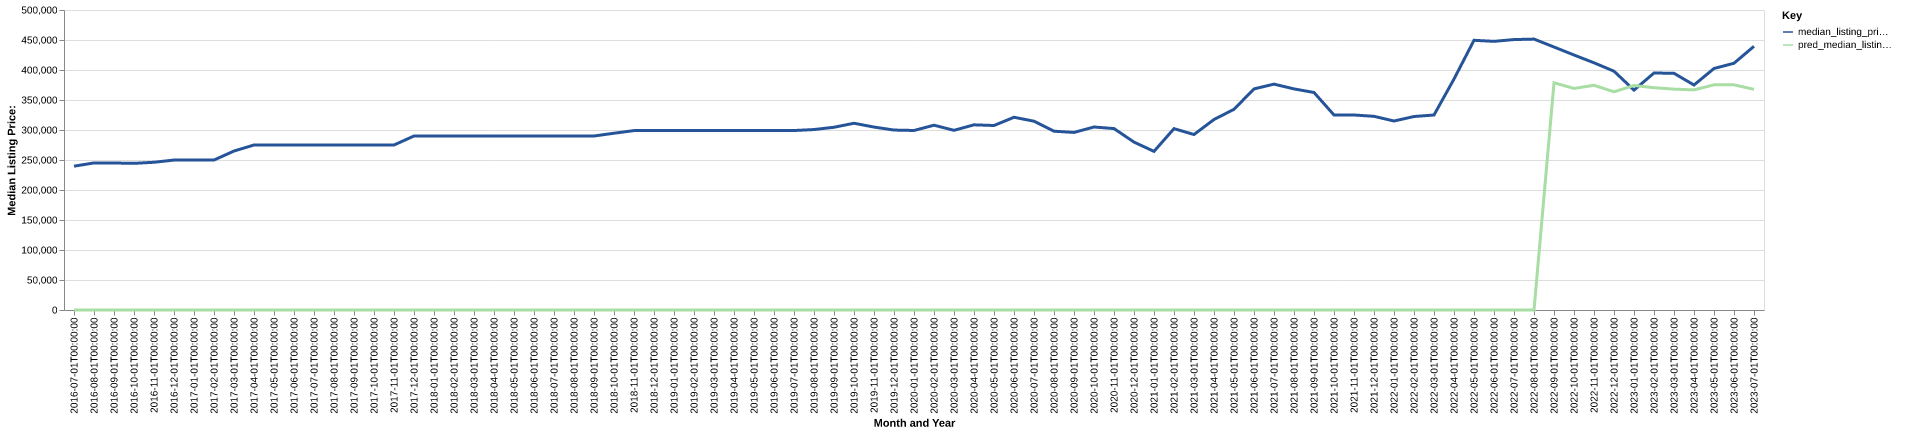 500,000
450,000
400,000
350,000
300,000
250,000
200,000
150,000
100,000
50,000
0
Median Listing Price:
2016-07-01T00:00:00
2016-08-01T00:00:00
2016-09-01T00:00:00
2016-10-01T00:00:00
2016-11-01T00:00:00
2016-12-01T00:00:00
2017-01-01T00:00:00
2017-02-01T00:00:00
2017-03-01T00:00:00
2017-04-01T00:00:00
2017-05-01T00:00:00
2017-06-01T00:00:00
2017-07-01T00:00:00
2017-08-01T00:00:00
2017-09-01T00:00:00
2017-10-01T00:00:00
2017-11-01T00:00:00
2017-12-01T00:00:00
2018-01-01T00:00:00
2018-02-01T00:00:00
2018-03-01T00:00:00
2018-04-01T00:00:00
2018-05-01T00:00:00
2018-06-01T00:00:00
2018-07-01T00:00:00
2018-08-01T00:00:00
2018-09-01T00:00:00
2018-10-01T00:00:00
2018-11-01T00:00:00
2018-12-01T00:00:00
2019-01-01T00:00:00
2019-02-01T00:00:00
2019-03-01T00:00:00
2019-04-01T00:00:00
2019-05-01T00:00:00
2019-06-01T00:00:00
2019-07-01T00:00:00
2019-08-01T00:00:00
2019-09-01T00:00:00
2019-10-01T00:00:00
2019-11-01T00:00:00
2019-12-01T00:00:00
2020-01-01T00:00:00
2020-02-01T00:00:00
2020-03-01T00:00:00
2020-04-01T00:00:00
2020-05-01T00:00:00
2020-06-01T00:00:00
2020-07-01T00:00:00
2020-08-01T00:00:00
2020-09-01T00:00:00
2020-10-01T00:00:00
2020-11-01T00:00:00
2020-12-01T00:00:00
2021-01-01T00:00:00
2021-02-01T00:00:00
2021-03-01T00:00:00
2021-04-01T00:00:00
2021-05-01T00:00:00
2021-06-01T00:00:00
2021-07-01T00:00:00
2021-08-01T00:00:00
2021-09-01T00:00:00
2021-10-01T00:00:00
2021-11-01T00:00:00
2021-12-01T00:00:00
2022-01-01T00:00:00
2022-02-01T00:00:00
2022-03-01T00:00:00
2022-04-01T00:00:00
2022-05-01T00:00:00
2022-06-01T00:00:00
2022-07-01T00:00:00
2022-08-01T00:00:00
2022-09-01T00:00:00
2022-10-01T00:00:00
2022-11-01T00:00:00
2022-12-01T00:00:00
2023-01-01T00:00:00
2023-02-01T00:00:00
2023-03-01T00:00:00
2023-04-01T00:00:00
2023-05-01T00:00:00
2023-06-01T00:00:00
2023-07-01T00:00:00
Month and Year
Key
median_listing_pri…
pred_median_listin…